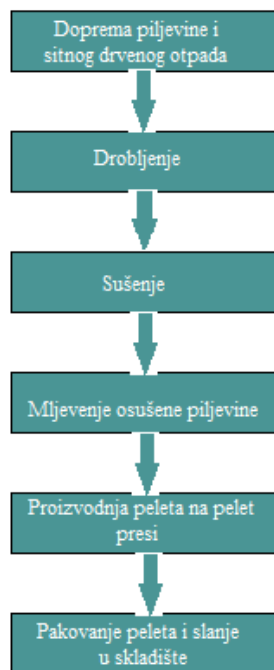 Doprema piljevine i
sitnog drvenog otpada
Drobljenje
Sušenje
Mljevenje osušene piljevine
Proizvodnja peleta na pelet
presi
Pakovanje peleta i slanje
u skladište